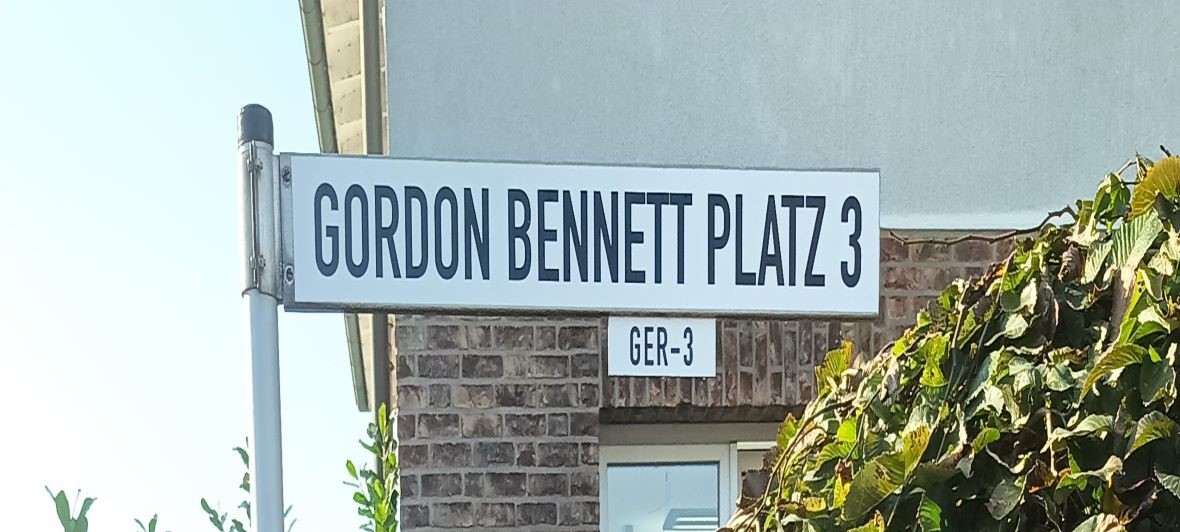 GORDON BENNETT PLATZ 3
GER-3